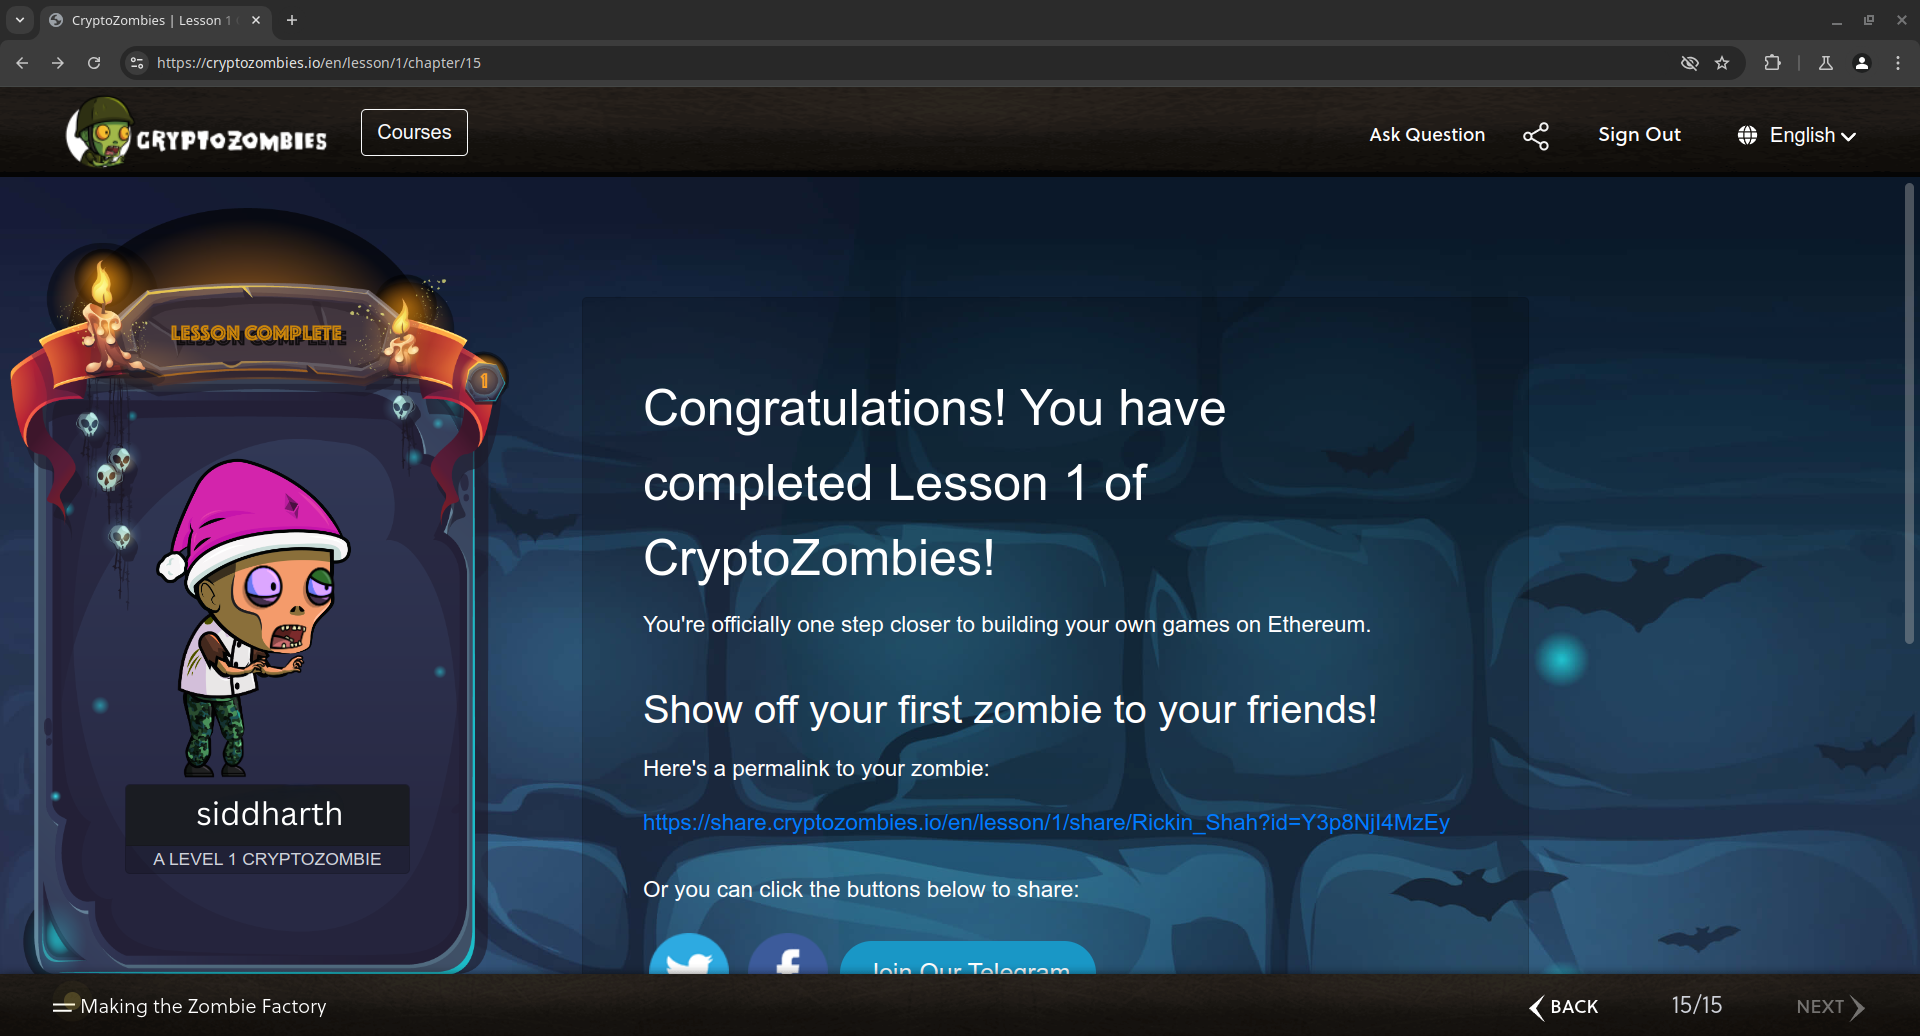 CryptoZombies | Lesson 1
https://cryptozombies.io/en/lesson/1/chapter/15
CRYPTOZOMBIES
Courses
Ask Question
Sign Out
English
LESSON COMPLETE
1
siddharth
A LEVEL 1 CRYPTOZOMBIE
Congratulations! You have
completed Lesson 1 of
CryptoZombies!
You're officially one step closer to building your own games on Ethereum.
Show off your first zombie to your friends!
Here's a permalink to your zombie:
https://share.cryptozombies.io/en/lesson/1/share/Rickin_Shah?id=Y3p8NjI4MzEy
Or you can click the buttons below to share:
Join Our Telegram
Making the Zombie Factory
BACK
15/15
NEXT